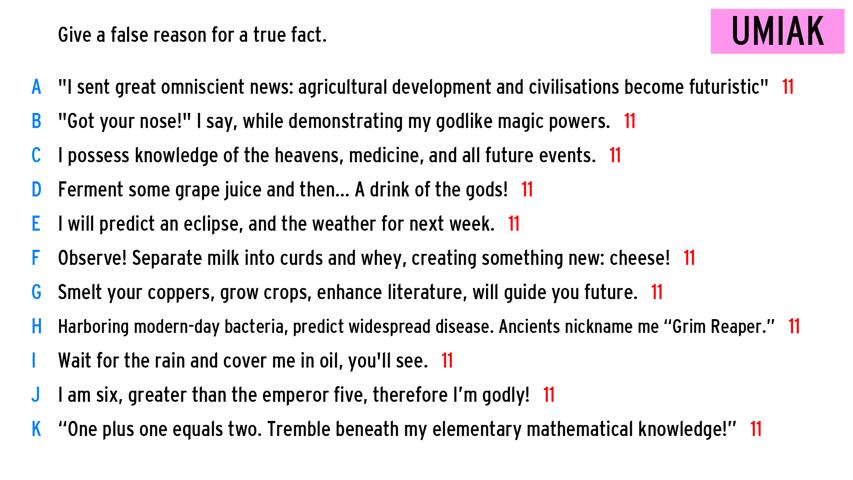 Give a false reason for a true fact.
UMIAK
A "I sent great omniscient news: agricultural development and civilisations become futuristic" 11
B "Got your nose!" I say, while demonstrating my godlike magic powers. 11
C I possess knowledge of the heavens, medicine, and all future events. 11
D Ferment some grape juice and then... A drink of the gods! 11
E I will predict an eclipse, and the weather for next week. 11
F Observe! Separate milk into curds and whey, creating something new: cheese! 11
G Smelt your coppers, grow crops, enhance literature, will guide you future. 11
H Harboring modern-day bacteria, predict widespread disease. Ancients nickname me “Grim Reaper.” 11
I Wait for the rain and cover me in oil, you'll see. 11
J I am six, greater than the emperor five, therefore I’m godly! 11
K “One plus one equals two. Tremble beneath my elementary mathematical knowledge!” 11